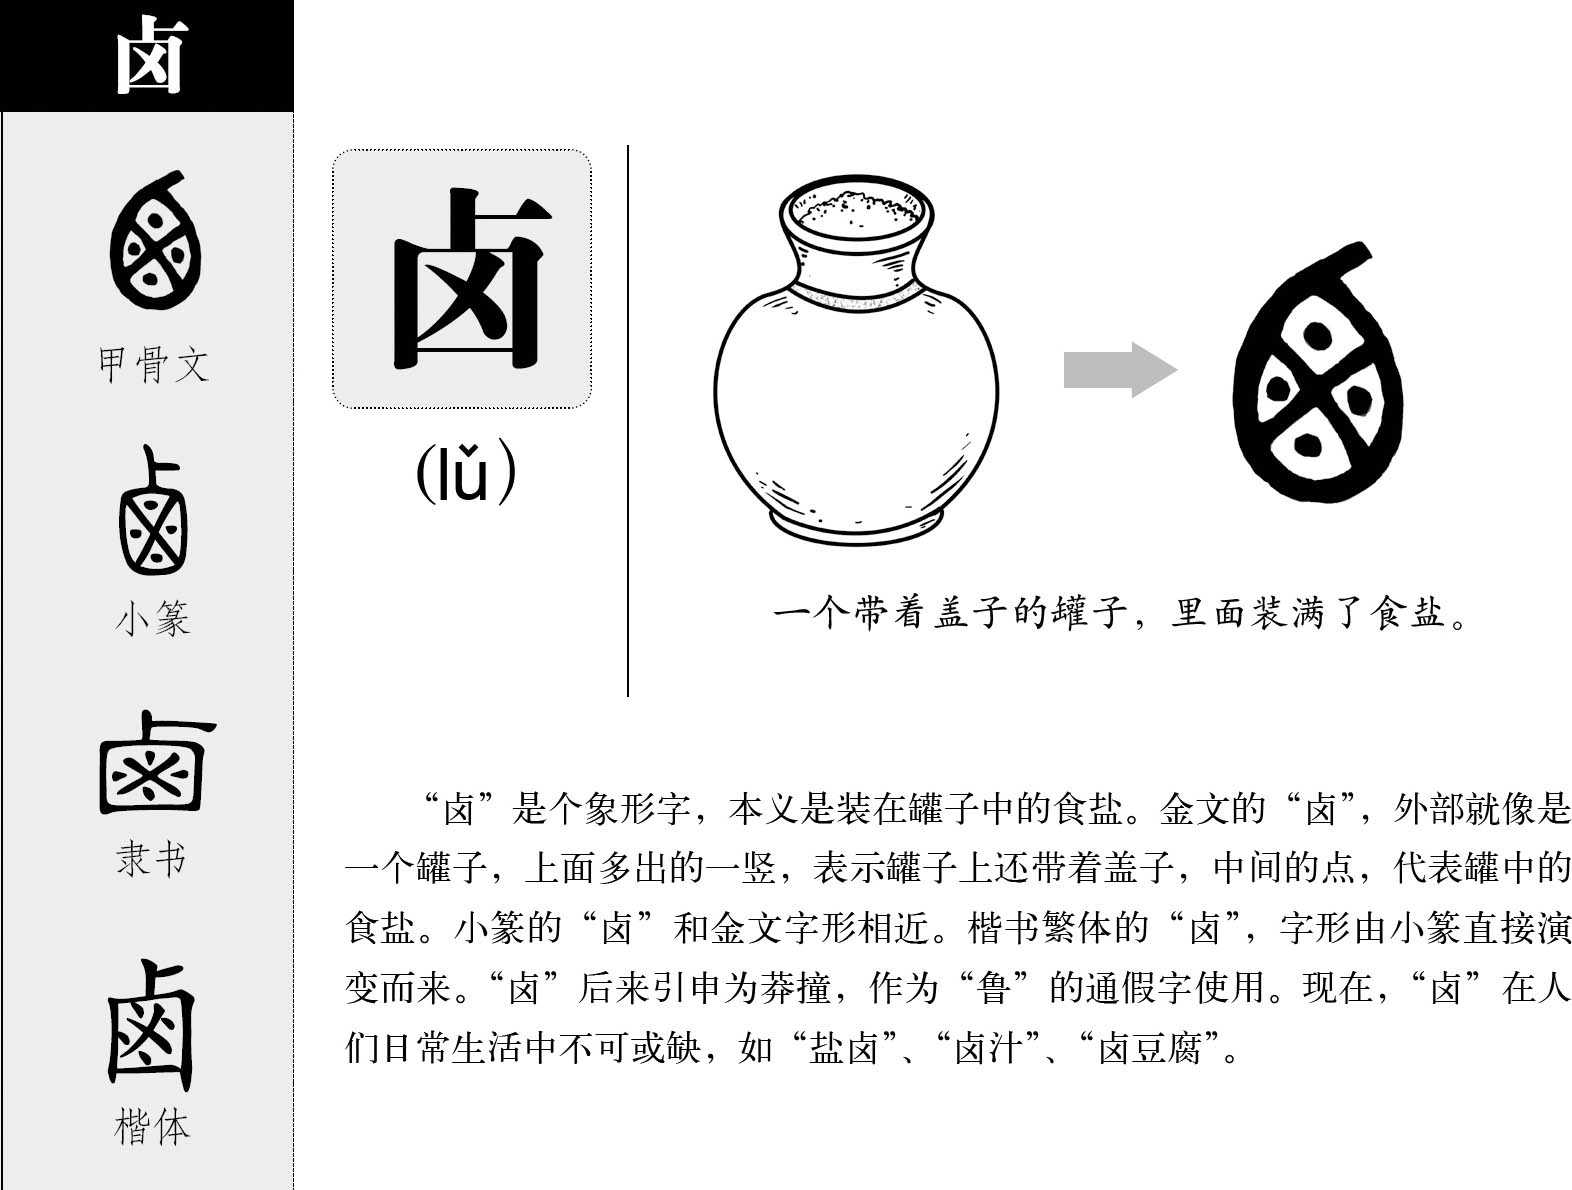 卤
甲骨文
小篆
隶书
楷体
卤
(lǔ)
一个带着盖子的罐子，里面装满了食盐。
“卤”是个象形字，本义是装在罐子中的食盐。金文的“卤”，外部就像是
一个罐子，上面多出的一竖，表示罐子上还带着盖子，中间的点，代表罐中的
食盐。小篆的“卤”和金文字形相近。楷书繁体的“卤”，字形由小篆直接演
变而来。“卤”后来引申为莽撞，作为“鲁”的通假字使用。现在，“卤”在人
们日常生活中不可或缺，如“盐卤”、“卤汁”、“卤豆腐”。